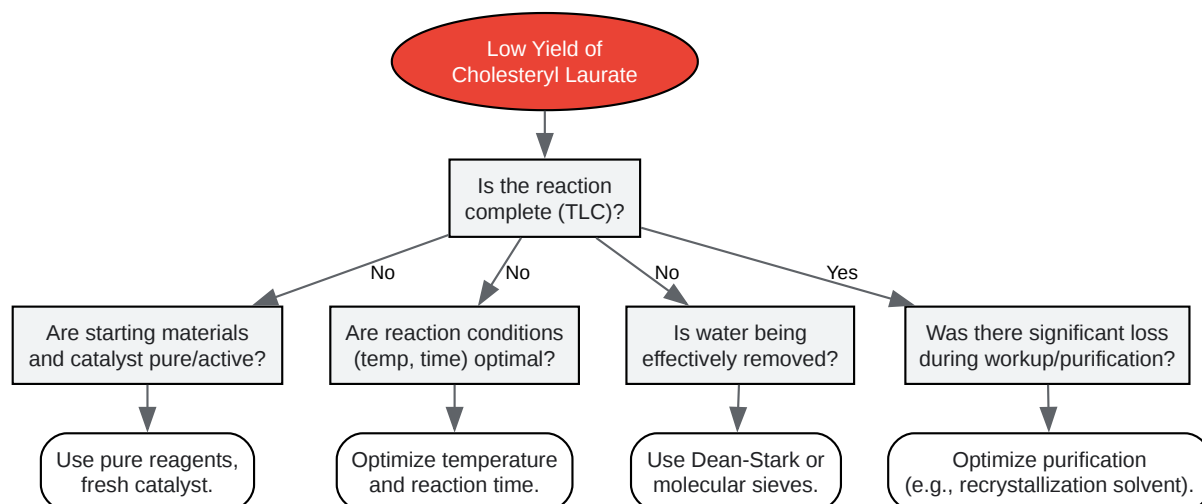 Low Yield of
Cholesteryl Laurate
Is the reaction
complete (TLC)?
No
No
No
Yes
Are starting materials
and catalyst pure/active?
Are reaction conditions
(temp, time) optimal?
Is water being
effectively removed?
Was there significant loss
during workup/purification?
Use pure reagents,
fresh catalyst.
Optimize temperature
and reaction time.
Use Dean-Stark or
molecular sieves.
Optimize purification
(e.g., recrystallization solvent).